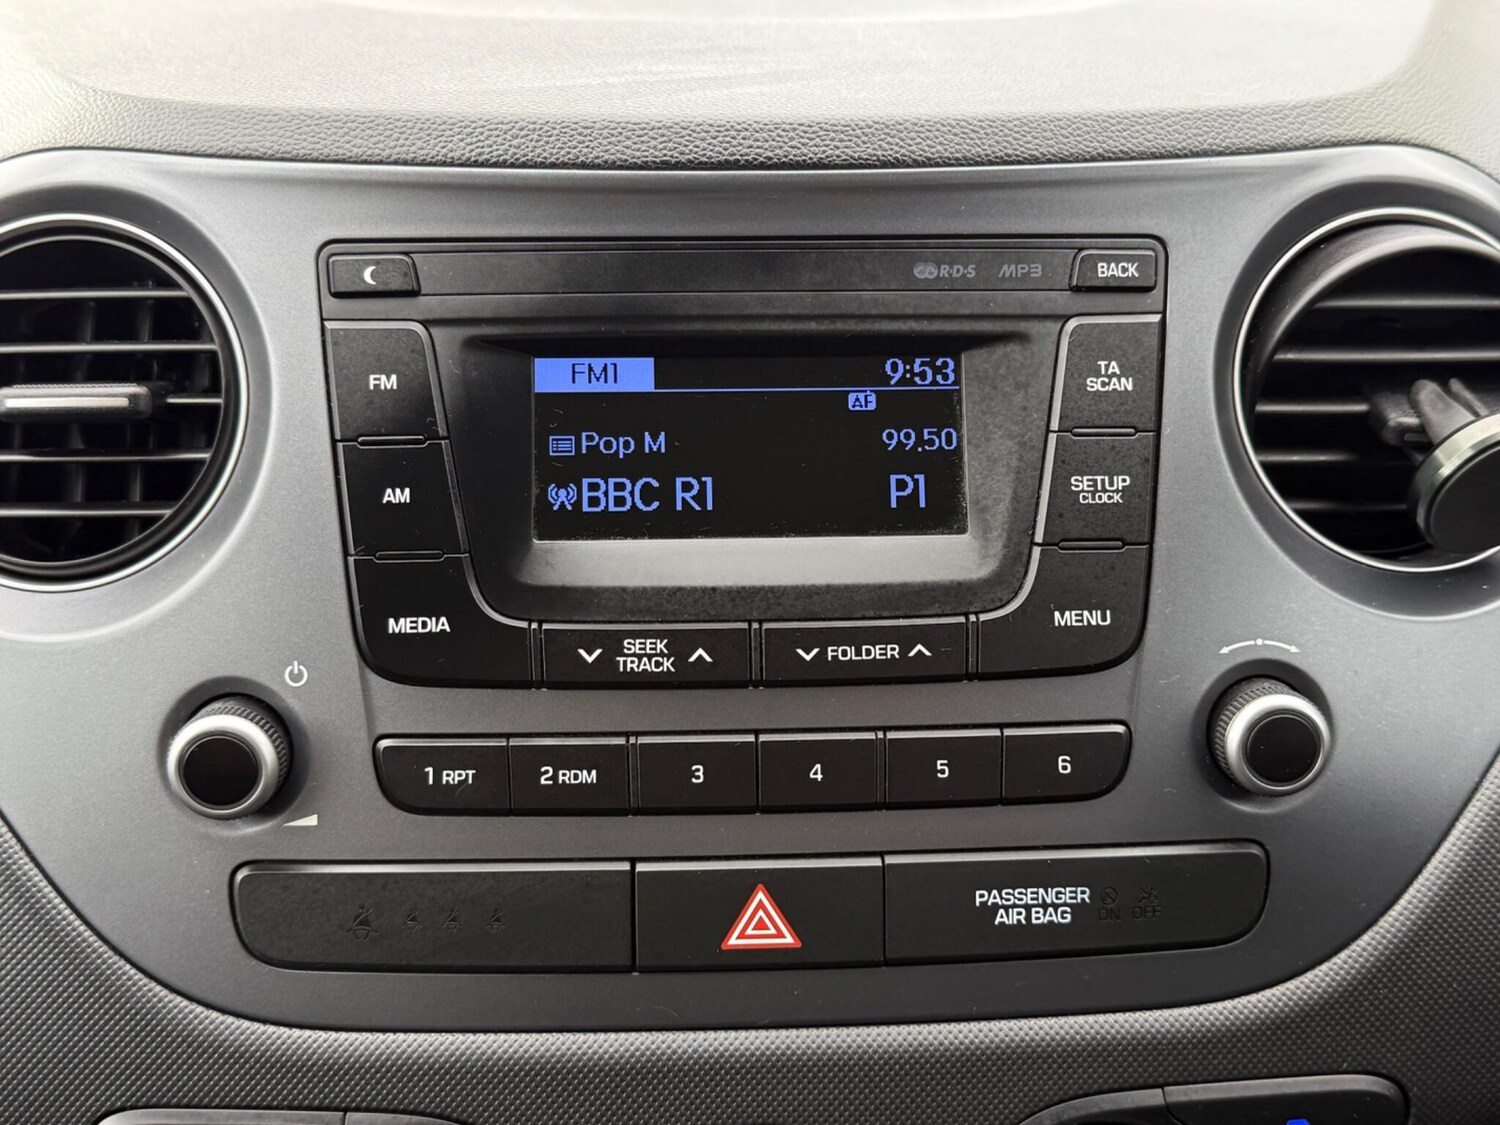 R·D·S MP3 BACK
FM1 9:53
AF
Pop M 99.50
BBC R1 P1
FM
AM
MEDIA
TA
SCAN
SETUP
CLOCK
MENU
SEEK
TRACK
FOLDER
1 RPT 2 RDM 3 4 5 6
PASSENGER
AIR BAG
ON OFF